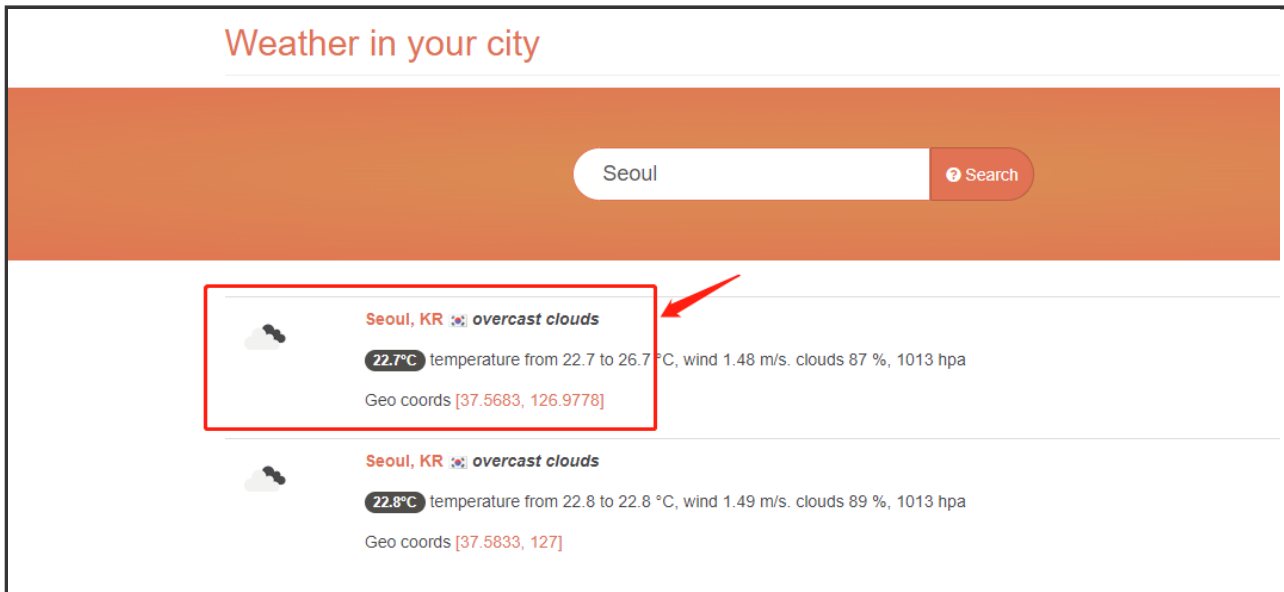 Weather in your city
Seoul
Search
Seoul, KR overcast clouds
22.7°C temperature from 22.7 to 26.7 °C, wind 1.48 m/s. clouds 87 %, 1013 hpa
Geo coords [37.5683, 126.9778]
Seoul, KR overcast clouds
22.8°C temperature from 22.8 to 22.8 °C, wind 1.49 m/s. clouds 89 %, 1013 hpa
Geo coords [37.5833, 127]